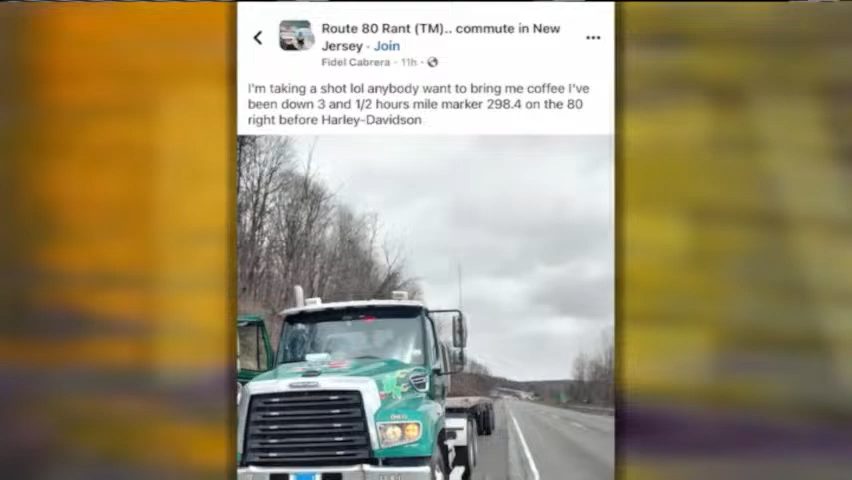 Route 80 Rant (TM).. commute in New
Jersey · Join
Fidel Cabrera · 11h ·
I'm taking a shot lol anybody want to bring me coffee I've
been down 3 and 1/2 hours mile marker 298.4 on the 80
right before Harley-Davidson